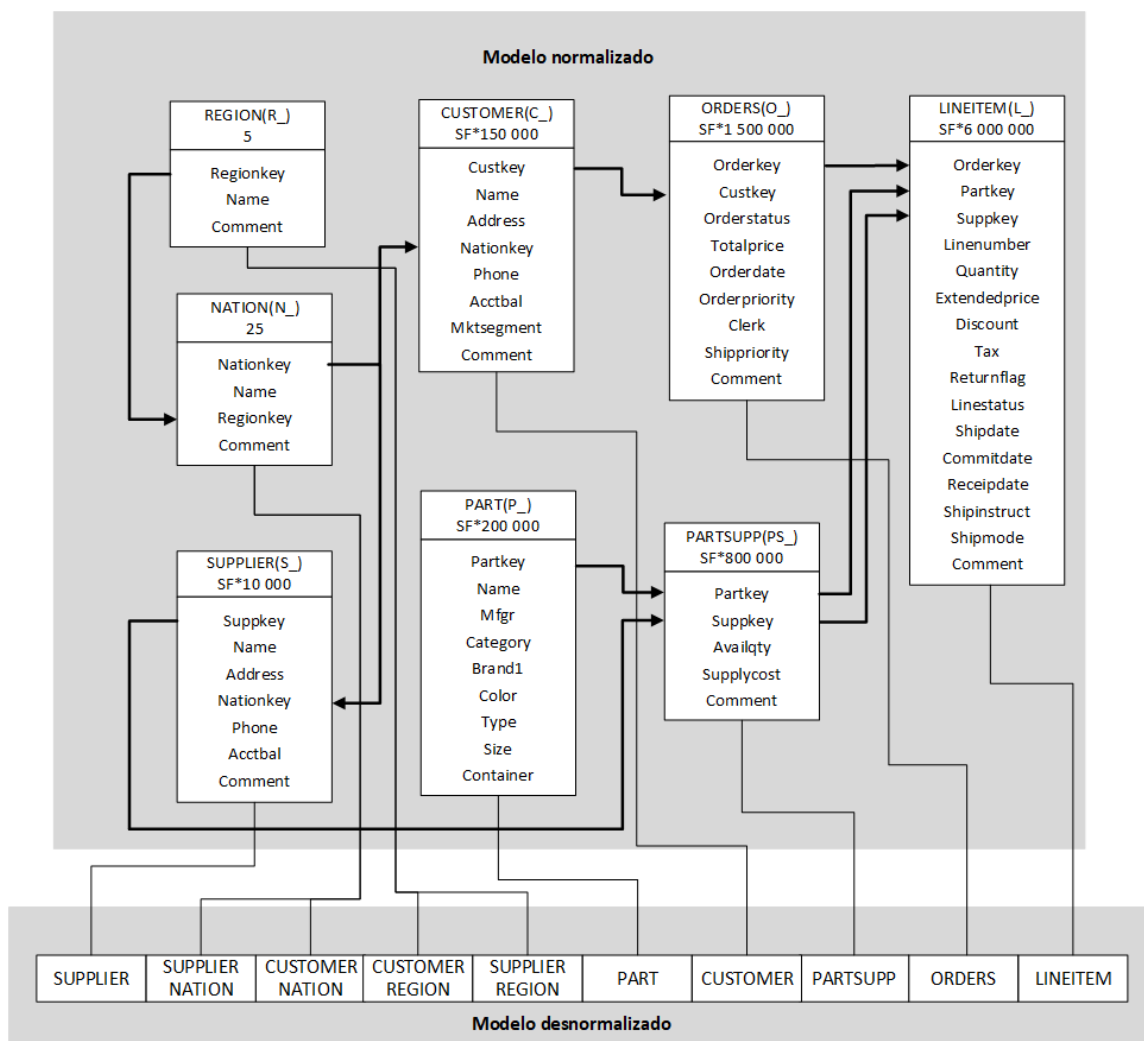 Modelo normalizado
REGION(R_)
5
Regionkey
Name
Comment
NATION(N_)
25
Nationkey
Name
Regionkey
Comment
SUPPLIER(S_)
SF*10 000
Suppkey
Name
Address
Nationkey
Phone
Acctbal
Comment
CUSTOMER(C_)
SF*150 000
Custkey
Name
Address
Nationkey
Phone
Acctbal
Mktsegment
Comment
PART(P_)
SF*200 000
Partkey
Name
Mfgr
Category
Brand1
Color
Type
Size
Container
ORDERS(O_)
SF*1 500 000
Orderkey
Custkey
Orderstatus
Totalprice
Orderdate
Orderpriority
Clerk
Shippriority
Comment
PARTSUPP(PS_)
SF*800 000
Partkey
Suppkey
Availqty
Supplycost
Comment
LINEITEM(L_)
SF*6 000 000
Orderkey
Partkey
Suppkey
Linenumber
Quantity
Extendedprice
Discount
Tax
Returnflag
Linestatus
Shipdate
Commitdate
Receipdate
Shipinstruct
Shipmode
Comment
SUPPLIER
SUPPLIER
NATION
CUSTOMER
NATION
CUSTOMER
REGION
SUPPLIER
REGION
PART
CUSTOMER
PARTSUPP
ORDERS
LINEITEM
Modelo desnormalizado